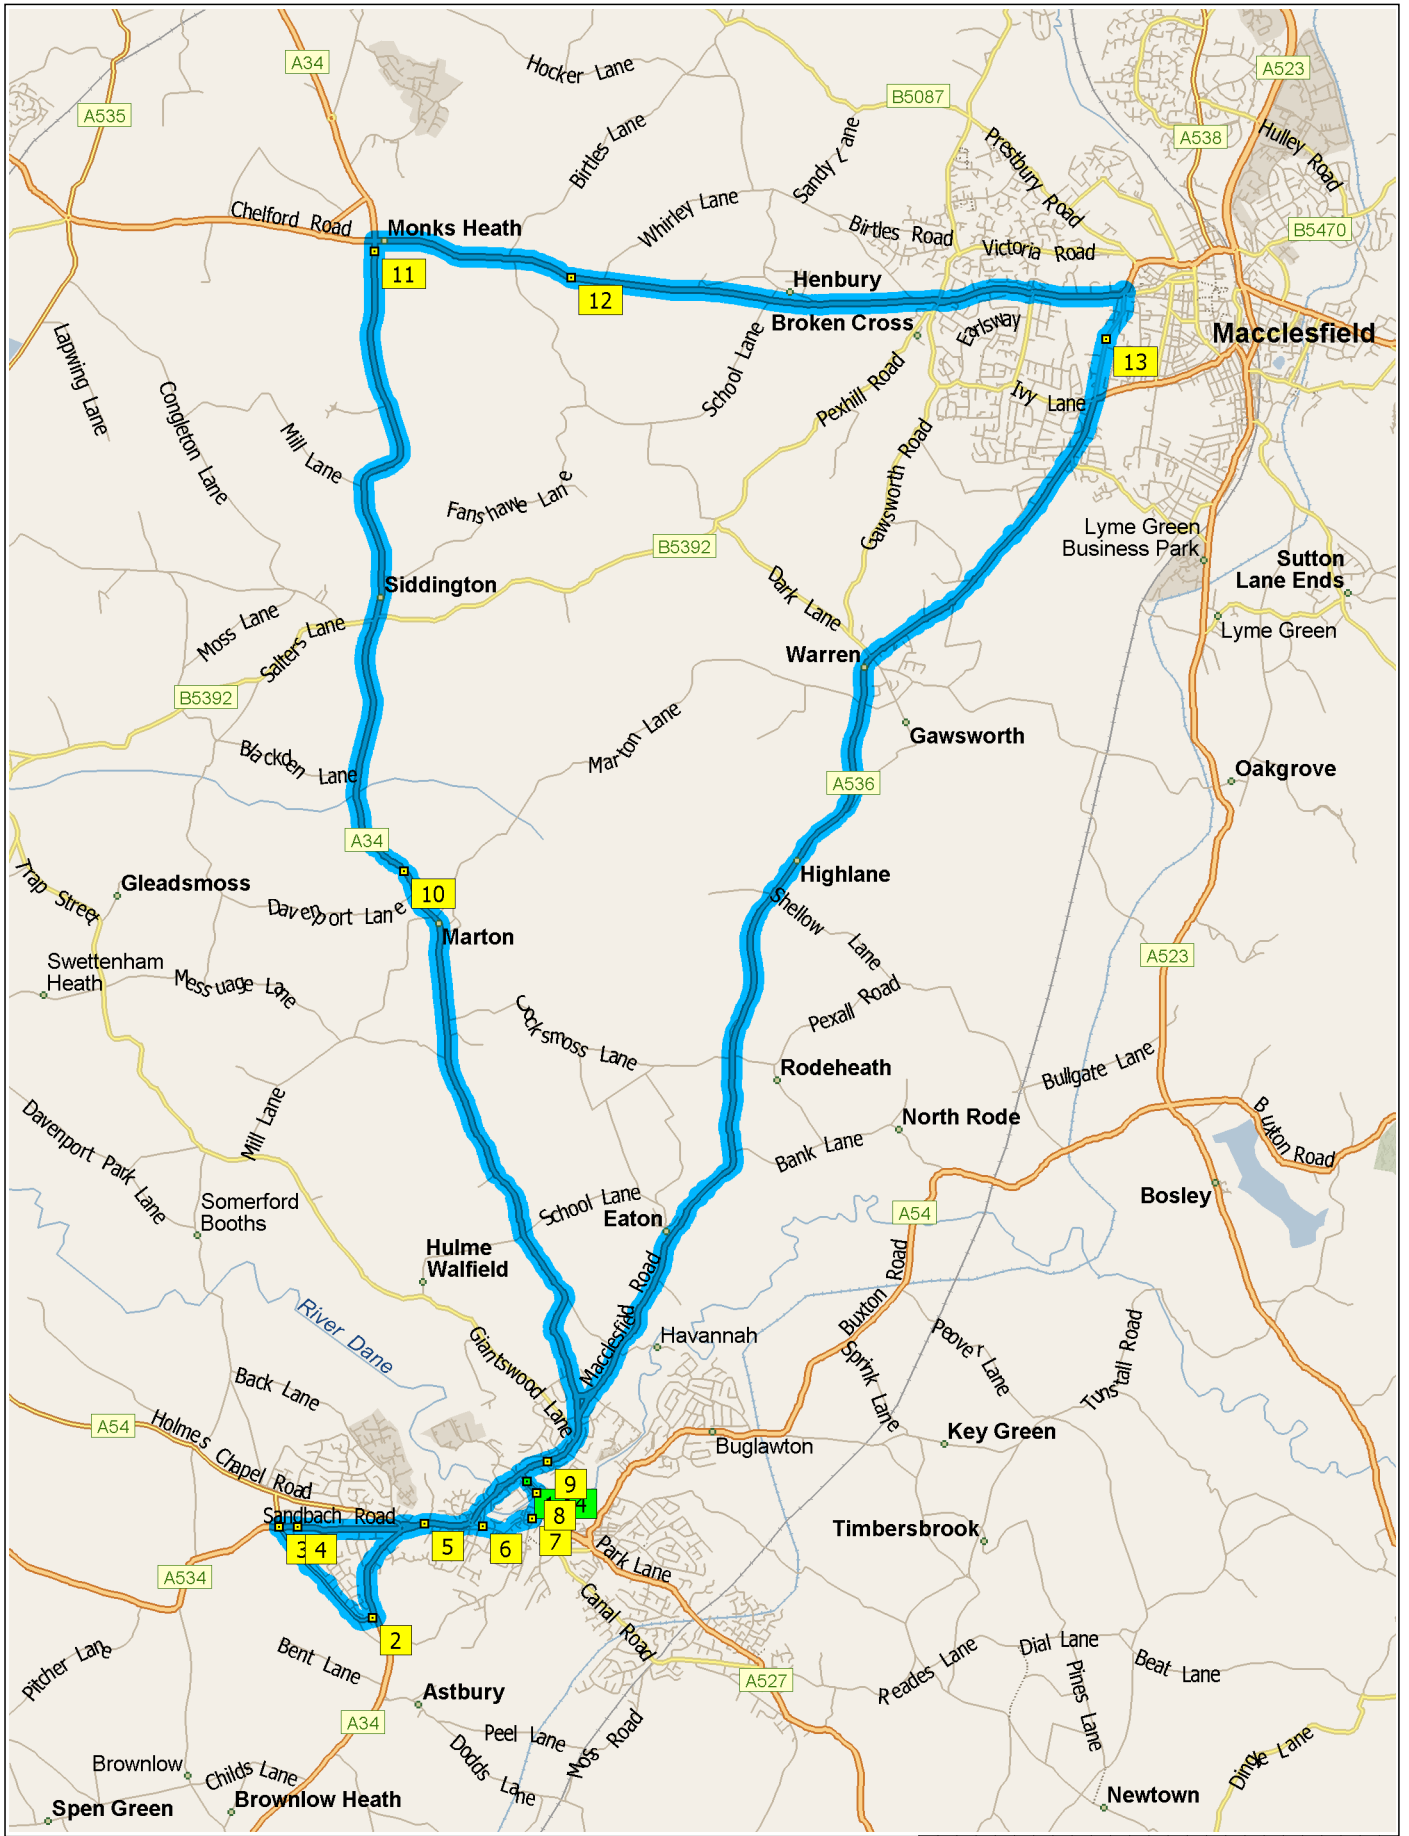 Hocker Lane
A34
A523
B5087
A535
Hulley Road
A538
Birtles Lane
Sandy Lane
Prestbury Road
Whirley Lane
Chelford Road
Monks Heath
Birtles Road
Victoria Road
B5470
11
Henbury
12
Broken Cross
Earlsway
Macclesfield
13
Lapwing Lane
School Lane
Pexhill Road
Ivy Lane
Congleton Lane
Mill Lane
Gawsworth Road
Fanshawe Lane
Lyme Green
Business Park
B5392
Sutton
Lane Ends
Siddington
Dark Lane
Moss Lane
Salters Lane
Lyme Green
Warren
B5392
Marton Lane
Gawsworth
Blackden Lane
Oakgrove
A536
A34
Highlane
Gleadsmoss
Trap Street
10
Davenport Lane
Shellow Lane
Marton
A523
Swettenham
Heath
Messuage Lane
Pexall Road
Cocksmoss Lane
Rodeheath
Bullgate Lane
Mill Lane
North Rode
Buxton Road
Davenport Park Lane
Bank Lane
School Lane
Bosley
Somerford
Booths
Eaton
A54
Hulme
Walfield
Buxton Road
River Dane
Macclesfield Road
Havannah
Giantswood Lane
Peover Lane
Tunstall Road
Sprink Lane
Back Lane
A54
Holmes Chapel Road
Key Green
Buglawton
9
4
Sandbach Road
8
Timbersbrook
3
4
5
6
7
Park Lane
A534
Canal Road
2
Bent Lane
Dial Lane
Reades Lane
Beat Lane
Pitcher Lane
A527
Pines Lane
Astbury
A34
Peel Lane
Moss Road
Dodds Lane
Dingle Lane
Brownlow
Childs Lane
Newtown
Brownlow Heath
Spen Green